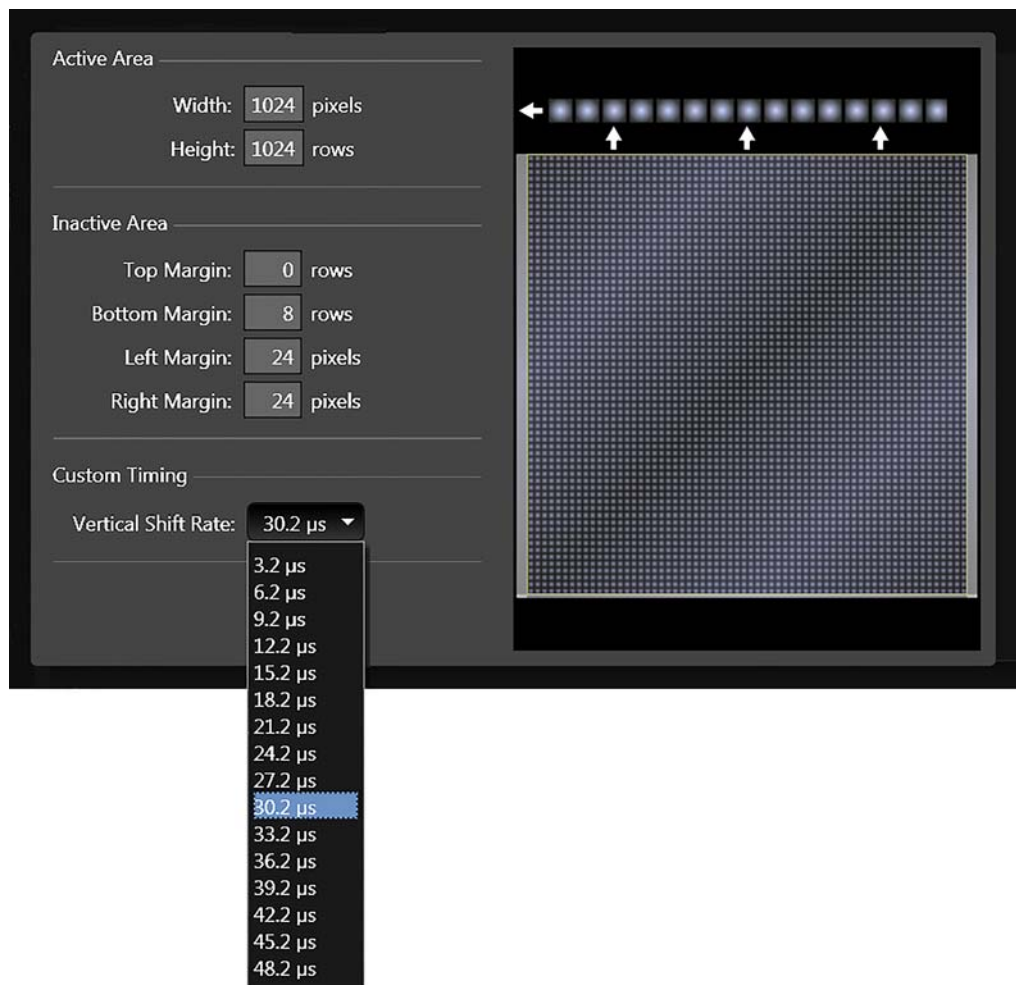 Active Area
Width: 1024 pixels
Height: 1024 rows
Inactive Area
Top Margin: 0 rows
Bottom Margin: 8 rows
Left Margin: 24 pixels
Right Margin: 24 pixels
Custom Timing
Vertical Shift Rate: 30.2 µs
3.2 µs
6.2 µs
9.2 µs
12.2 µs
15.2 µs
18.2 µs
21.2 µs
24.2 µs
27.2 µs
30.2 µs
33.2 µs
36.2 µs
39.2 µs
42.2 µs
45.2 µs
48.2 µs